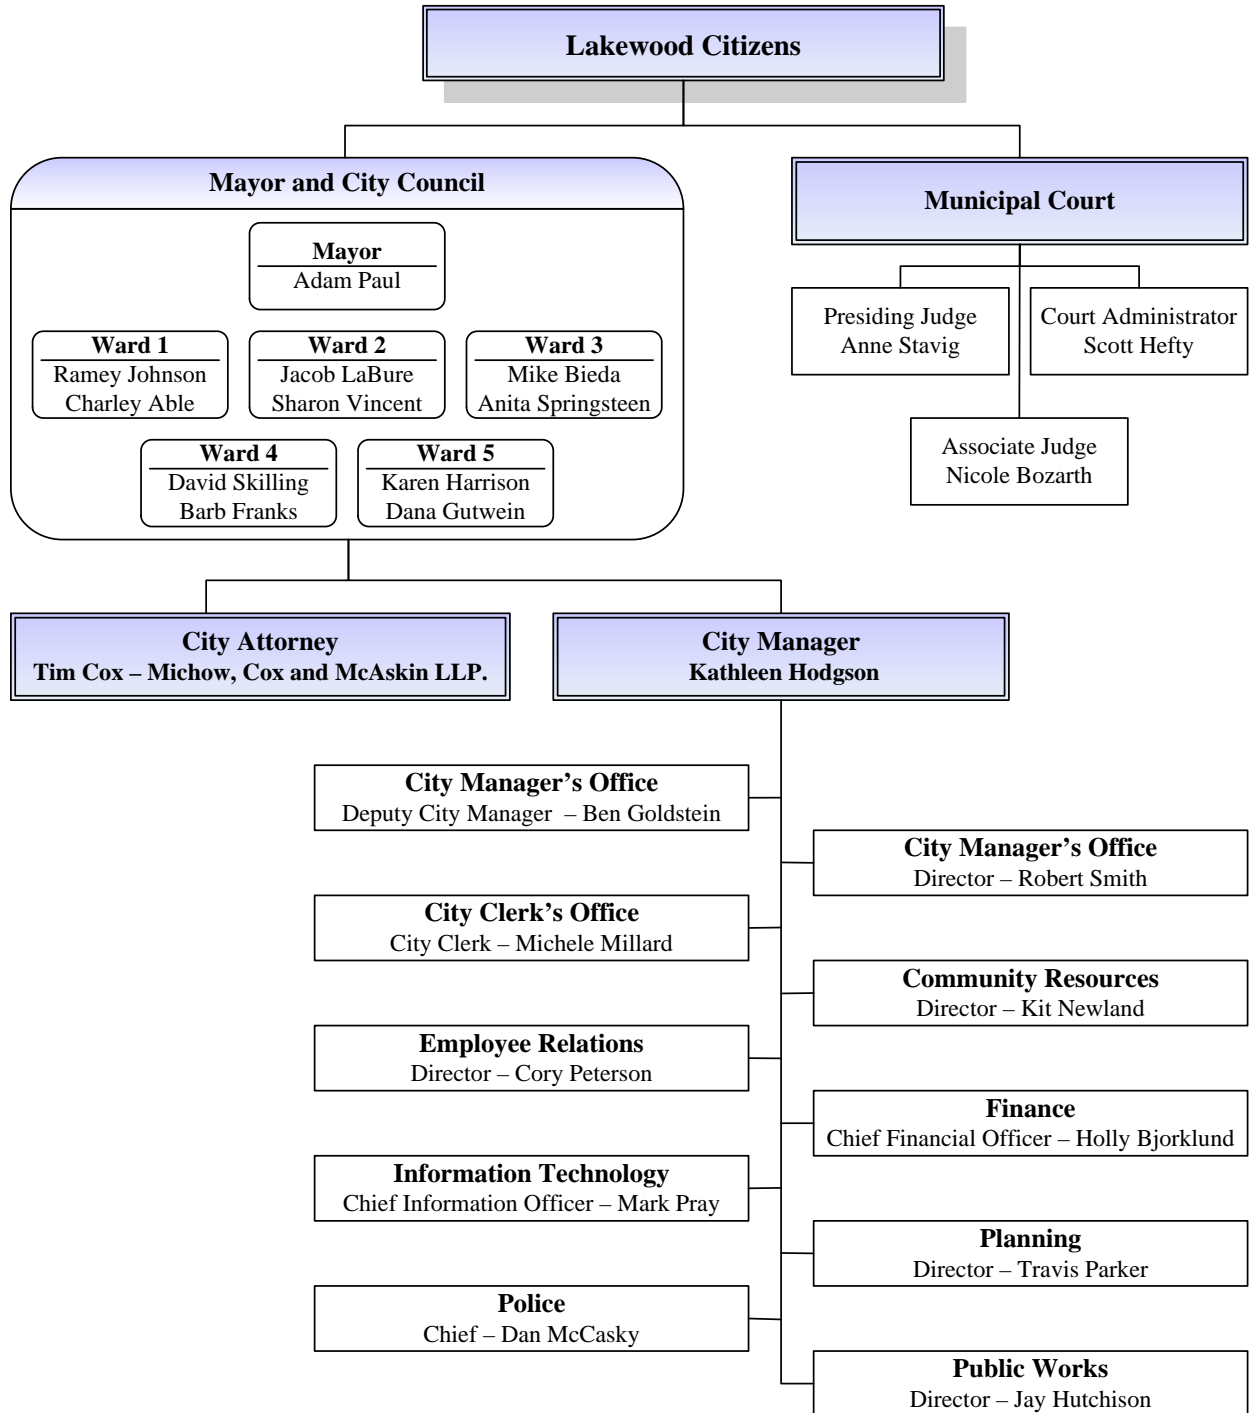 Lakewood Citizens
Mayor and City Council
Mayor
Adam Paul
Ward 1
Ramey Johnson
Charley Able
Ward 2
Jacob LaBure
Sharon Vincent
Ward 3
Mike Bieda
Anita Springsteen
Ward 4
David Skilling
Barb Franks
Ward 5
Karen Harrison
Dana Gutwein
Municipal Court
Presiding Judge
Anne Stavig
Court Administrator
Scott Hefty
Associate Judge
Nicole Bozarth
City Attorney
Tim Cox – Michow, Cox and McAskin LLP.
City Manager
Kathleen Hodgson
City Manager’s Office
Deputy City Manager – Ben Goldstein
City Manager’s Office
Director – Robert Smith
City Clerk’s Office
City Clerk – Michele Millard
Community Resources
Director – Kit Newland
Employee Relations
Director – Cory Peterson
Finance
Chief Financial Officer – Holly Bjorklund
Information Technology
Chief Information Officer – Mark Pray
Planning
Director – Travis Parker
Police
Chief – Dan McCasky
Public Works
Director – Jay Hutchison